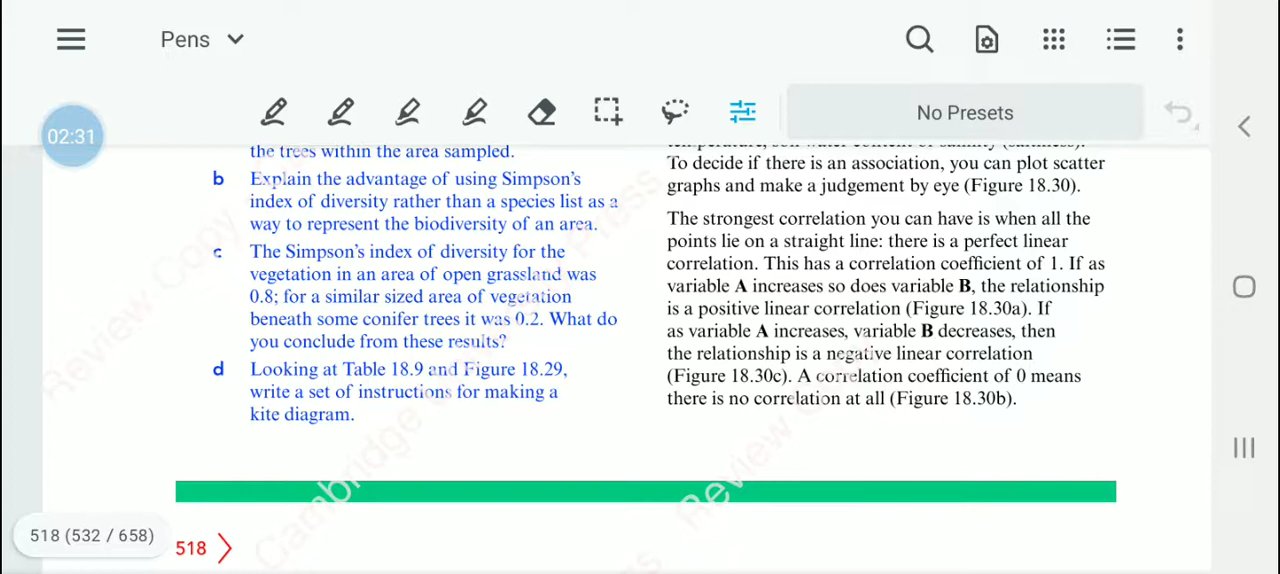 Pens
No Presets
02:31
the trees within the area sampled.
b Explain the advantage of using Simpson's
index of diversity rather than a species list as a
way to represent the biodiversity of an area.
c The Simpson's index of diversity for the
vegetation in an area of open grassland was
0.8; for a similar sized area of vegetation
beneath some conifer trees it was 0.2. What do
you conclude from these results?
d Looking at Table 18.9 and Figure 18.29,
write a set of instructions for making a
kite diagram.
To decide if there is an association, you can plot scatter
graphs and make a judgement by eye (Figure 18.30).
The strongest correlation you can have is when all the
points lie on a straight line: there is a perfect linear
correlation. This has a correlation coefficient of 1. If as
variable A increases so does variable B, the relationship
is a positive linear correlation (Figure 18.30a). If
as variable A increases, variable B decreases, then
the relationship is a negative linear correlation
(Figure 18.30c). A correlation coefficient of 0 means
there is no correlation at all (Figure 18.30b).
518 (532 / 658)
518
Review Copy
Cambridge
Press
Review